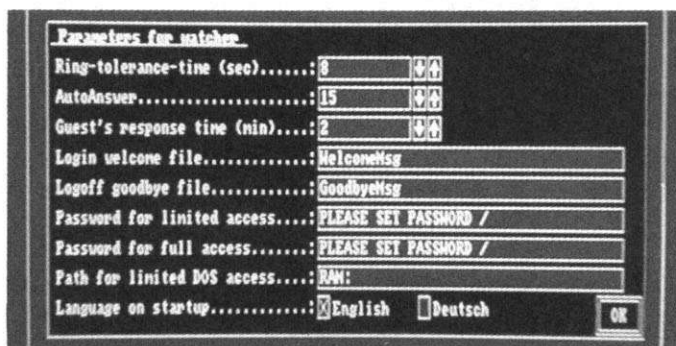 Parameters for watcher
Ring-tolerance-time (sec)......: 8
AutoAnswer.....................: 15
Guest's response time (min)....: 2
Login welcome file.............: WelcomeMsg
Logoff goodbye file............: GoodbyeMsg
Password for limited access....: PLEASE SET PASSWORD /
Password for full access.......: PLEASE SET PASSWORD /
Path for limited DOS access....: RAM:
Language on startup............: XEnglish Deutsch
OK